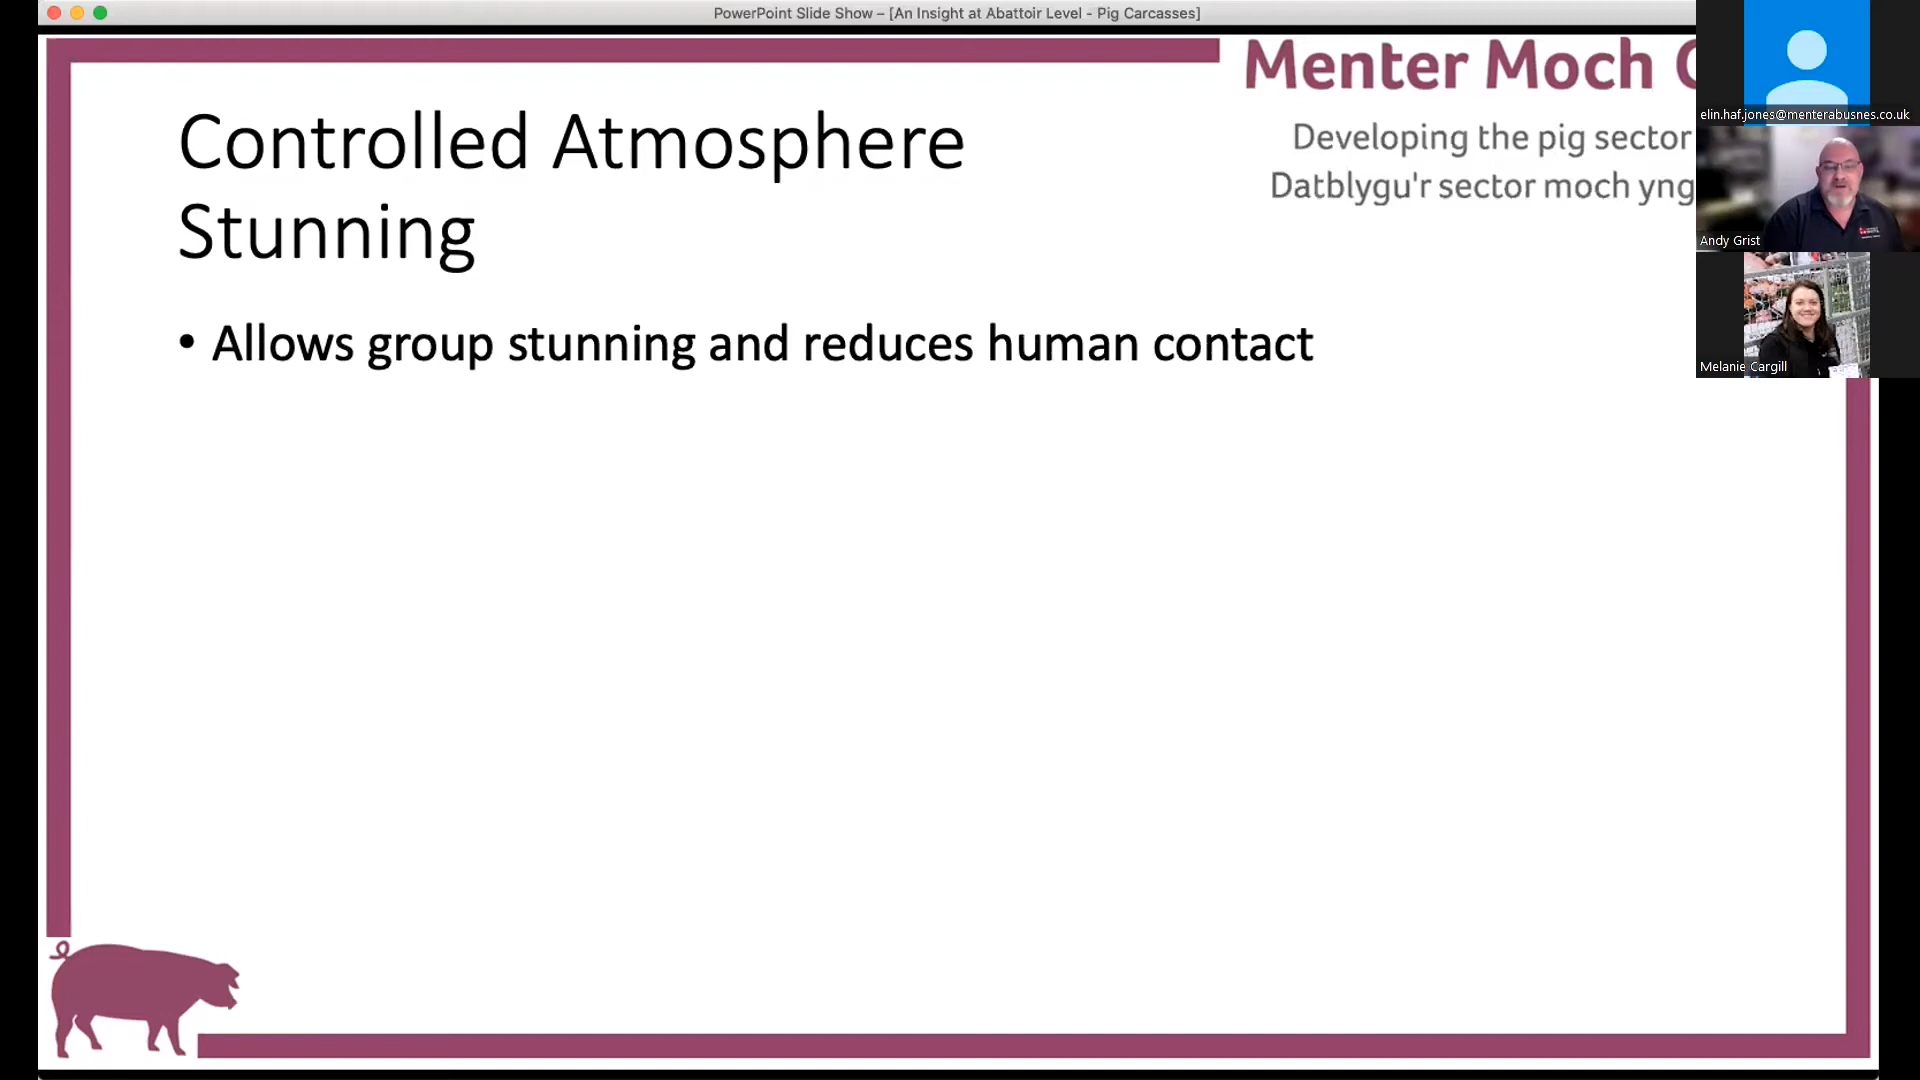 PowerPoint Slide Show – [An Insight at Abattoir Level - Pig Carcasses]
Menter Moch
Developing the pig sector
Datblygu'r sector moch yng
Controlled Atmosphere
Stunning
• Allows group stunning and reduces human contact
elin.haf.jones@menterabusnes.co.uk
Andy Grist
Melanie Cargill